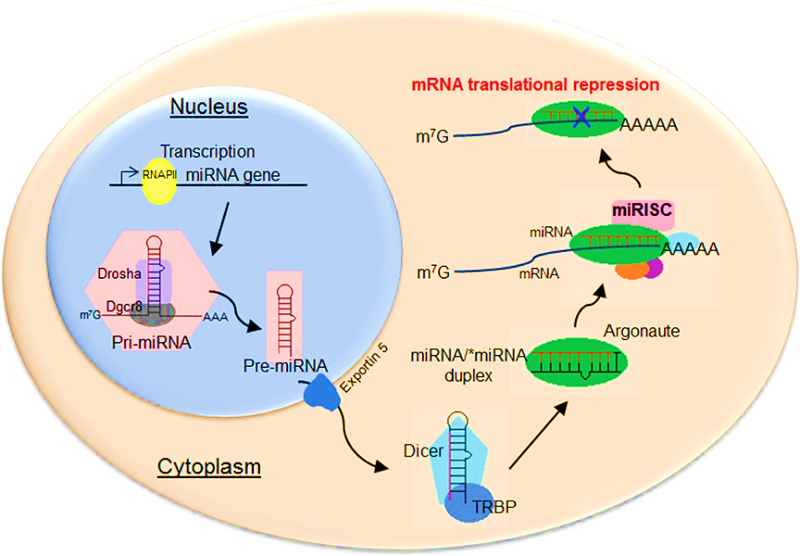 Nucleus
Transcription
RNAPII
miRNA gene
Drosha
Dgcr8
m⁷G
AAA
Pri-miRNA
Pre-miRNA
Exportin 5
Cytoplasm
Dicer
TRBP
miRNA/*miRNA
duplex
Argonaute
miRISC
miRNA
mRNA
m⁷G
AAAAA
mRNA translational repression
m⁷G
AAAAA